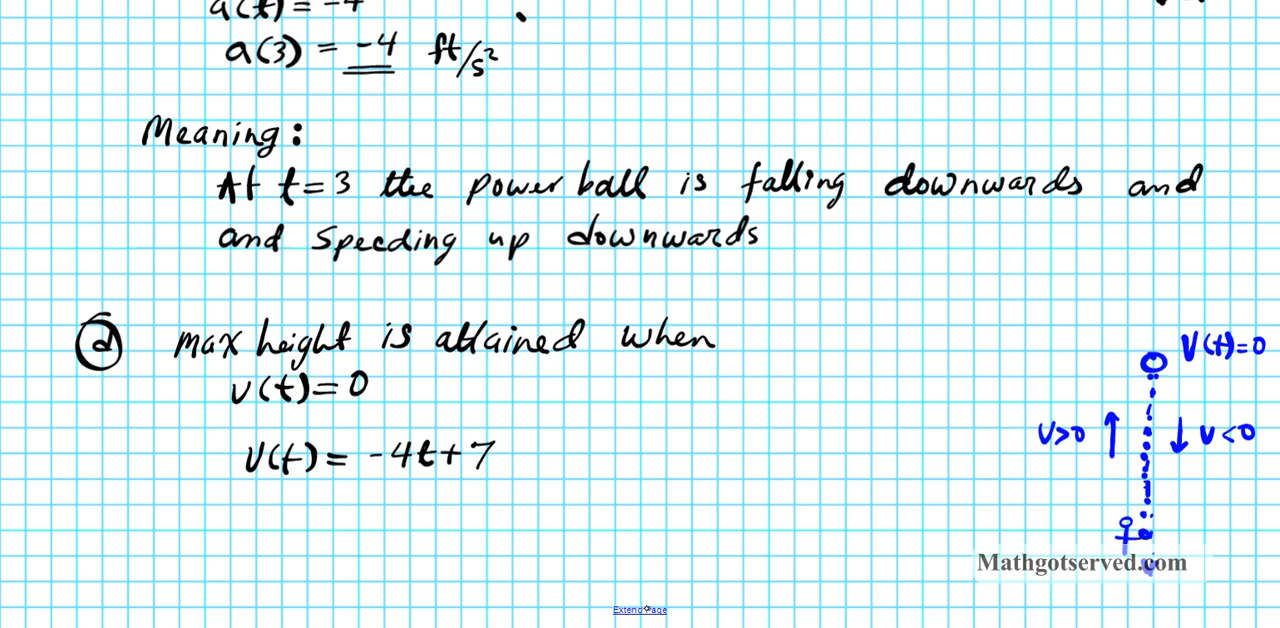 a(t) = -4
a(3) = -4 ft/s²
Meaning:
At t=3 the power ball is falling downwards and
and speeding up downwards
d max height is attained when
v(t)=0
v(t) = -4t+7
V(t)=0
v>0 ↑ ↓ v<0
Mathgotserved.com
Extend Page